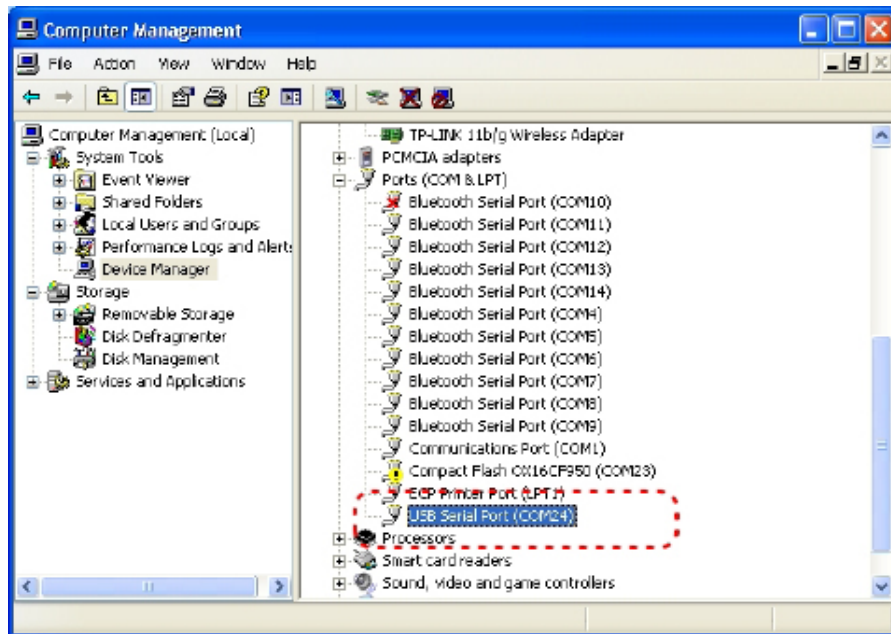 Computer Management
File Action View Window Help
Computer Management (Local)
System Tools
Event Viewer
Shared Folders
Local Users and Groups
Performance Logs and Alerts
Device Manager
Storage
Removable Storage
Disk Defragmenter
Disk Management
Services and Applications
TP-LINK 11b/g Wireless Adapter
PCMCIA adapters
Ports (COM & LPT)
Bluetooth Serial Port (COM10)
Bluetooth Serial Port (COM11)
Bluetooth Serial Port (COM12)
Bluetooth Serial Port (COM13)
Bluetooth Serial Port (COM14)
Bluetooth Serial Port (COM4)
Bluetooth Serial Port (COM5)
Bluetooth Serial Port (COM6)
Bluetooth Serial Port (COM7)
Bluetooth Serial Port (COM8)
Bluetooth Serial Port (COM9)
Communications Port (COM1)
Compact Flash OX16CF950 (COM23)
ECP Printer Port (LPT1)
USB Serial Port (COM24)
Processors
Smart card readers
Sound, video and game controllers